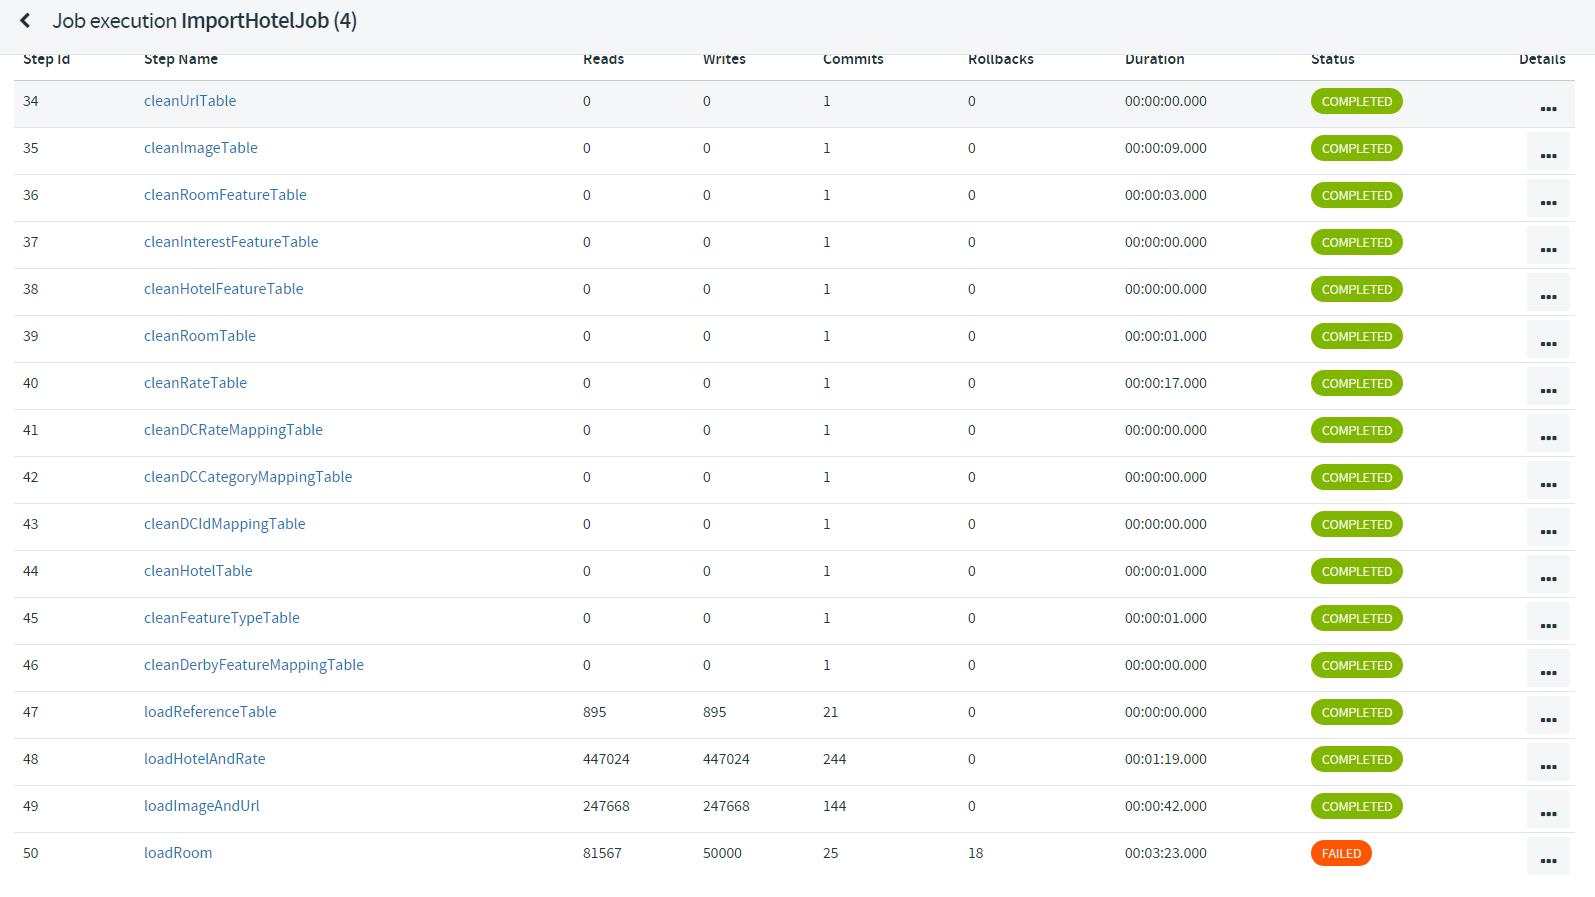 Job execution ImportHotelJob (4)
Step Id Step Name Reads Writes Commits Rollbacks Duration Status Details
34 cleanUrlTable 0 0 1 0 00:00:00.000 COMPLETED ...
35 cleanImageTable 0 0 1 0 00:00:09.000 COMPLETED ...
36 cleanRoomFeatureTable 0 0 1 0 00:00:03.000 COMPLETED ...
37 cleanInterestFeatureTable 0 0 1 0 00:00:00.000 COMPLETED ...
38 cleanHotelFeatureTable 0 0 1 0 00:00:00.000 COMPLETED ...
39 cleanRoomTable 0 0 1 0 00:00:01.000 COMPLETED ...
40 cleanRateTable 0 0 1 0 00:00:17.000 COMPLETED ...
41 cleanDCRateMappingTable 0 0 1 0 00:00:00.000 COMPLETED ...
42 cleanDCCategoryMappingTable 0 0 1 0 00:00:00.000 COMPLETED ...
43 cleanDCIdMappingTable 0 0 1 0 00:00:00.000 COMPLETED ...
44 cleanHotelTable 0 0 1 0 00:00:01.000 COMPLETED ...
45 cleanFeatureTypeTable 0 0 1 0 00:00:01.000 COMPLETED ...
46 cleanDerbyFeatureMappingTable 0 0 1 0 00:00:00.000 COMPLETED ...
47 loadReferenceTable 895 895 21 0 00:00:00.000 COMPLETED ...
48 loadHotelAndRate 447024 447024 244 0 00:01:19.000 COMPLETED ...
49 loadImageAndUrl 247668 247668 144 0 00:00:42.000 COMPLETED ...
50 loadRoom 81567 50000 25 18 00:03:23.000 FAILED ...